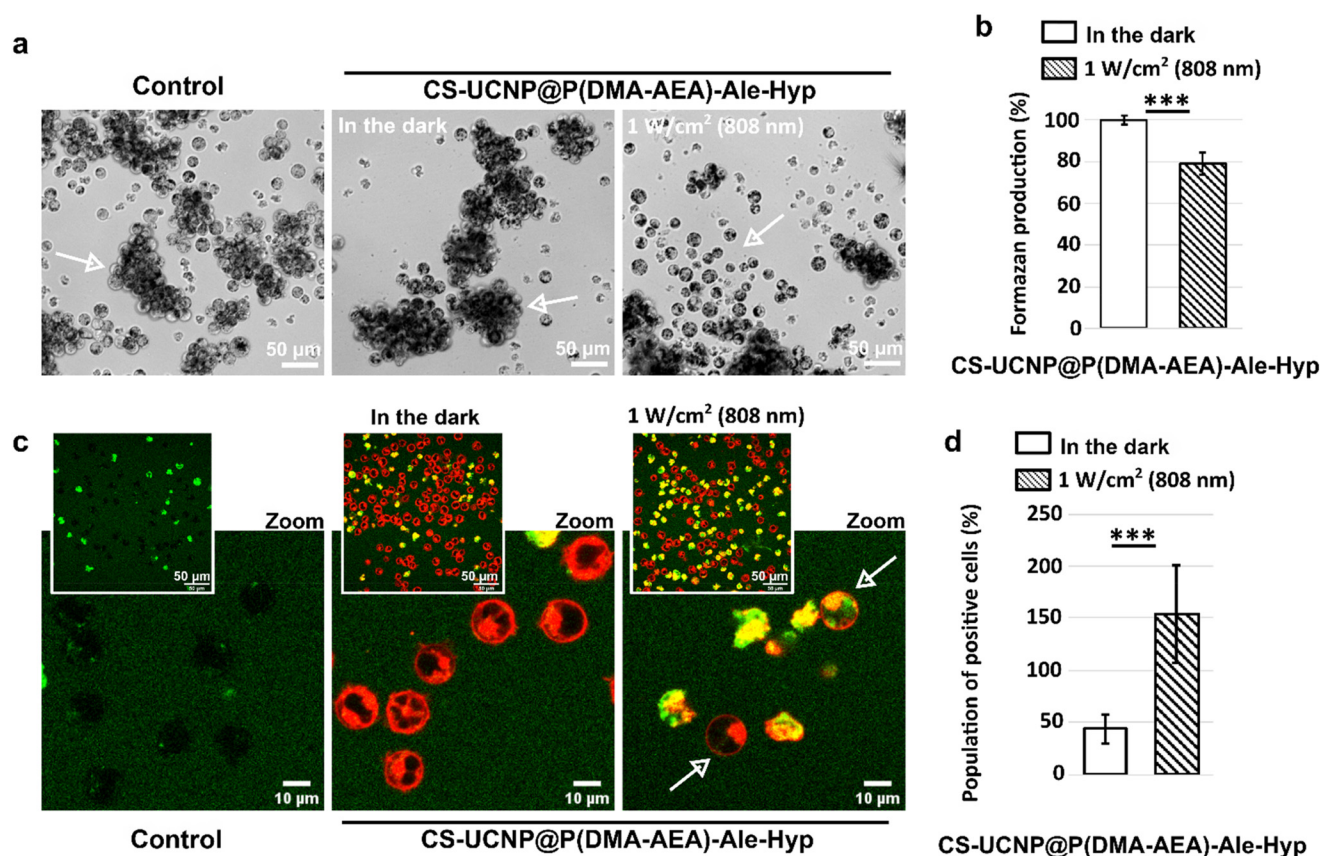 a
Control
CS-UCNP@P(DMA-AEA)-Ale-Hyp
In the dark
1 W/cm² (808 nm)
50 µm
50 µm
50 µm
b
In the dark
1 W/cm² (808 nm)
***
Formazan production (%)
100
80
60
40
20
0
CS-UCNP@P(DMA-AEA)-Ale-Hyp
c
In the dark
1 W/cm² (808 nm)
50 µm
50 µm
50 µm
Zoom
Zoom
Zoom
10 µm
10 µm
10 µm
Control
CS-UCNP@P(DMA-AEA)-Ale-Hyp
d
In the dark
1 W/cm² (808 nm)
***
Population of positive cells (%)
250
200
150
100
50
0
CS-UCNP@P(DMA-AEA)-Ale-Hyp